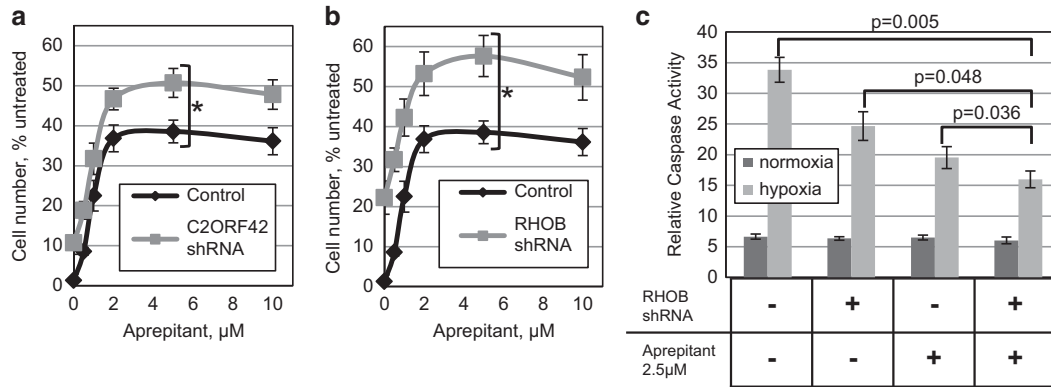 a
Cell number, % untreated
60
50
40
30
20
10
0
Control
C2ORF42
shRNA
*
0 2 4 6 8 10
Aprepitant, µM
b
Cell number, % untreated
60
50
40
30
20
10
0
Control
RHOB
shRNA
*
0 2 4 6 8 10
Aprepitant, µM
c
p=0.005
p=0.048
p=0.036
Relative Caspase Activity
40
35
30
25
20
15
10
5
0
normoxia
hypoxia
RHOB
shRNA
- + - +
Aprepitant
2.5µM
- - + +